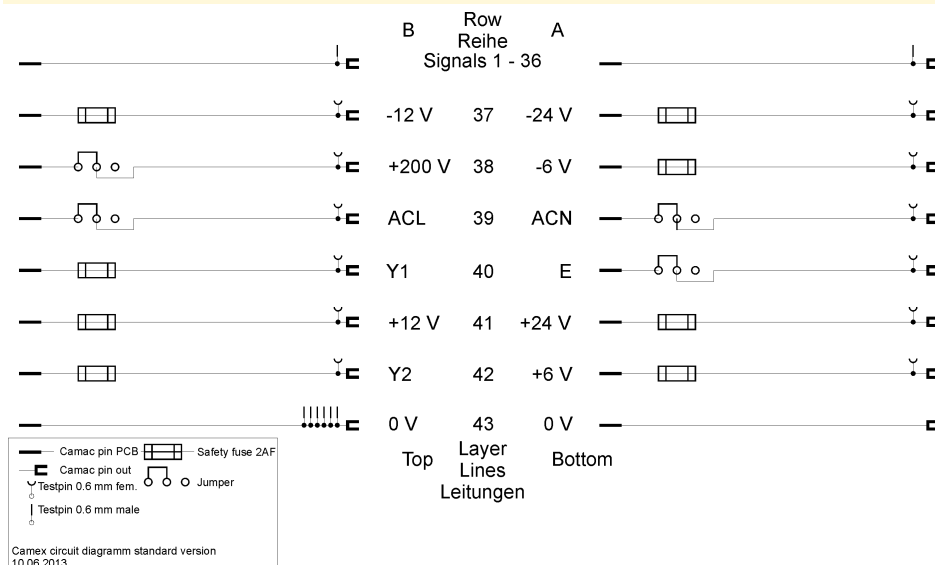 B Row A
Reihe
Signals 1 - 36
-12 V 37 -24 V
+200 V 38 -6 V
ACL 39 ACN
Y1 40 E
+12 V 41 +24 V
Y2 42 +6 V
0 V 43 0 V
Top Layer Bottom
Lines
Leitungen
Camac pin PCB Safety fuse 2AF
Camac pin out
Testpin 0.6 mm fem. Jumper
Testpin 0.6 mm male
Camex circuit diagramm standard version
10.06.2013